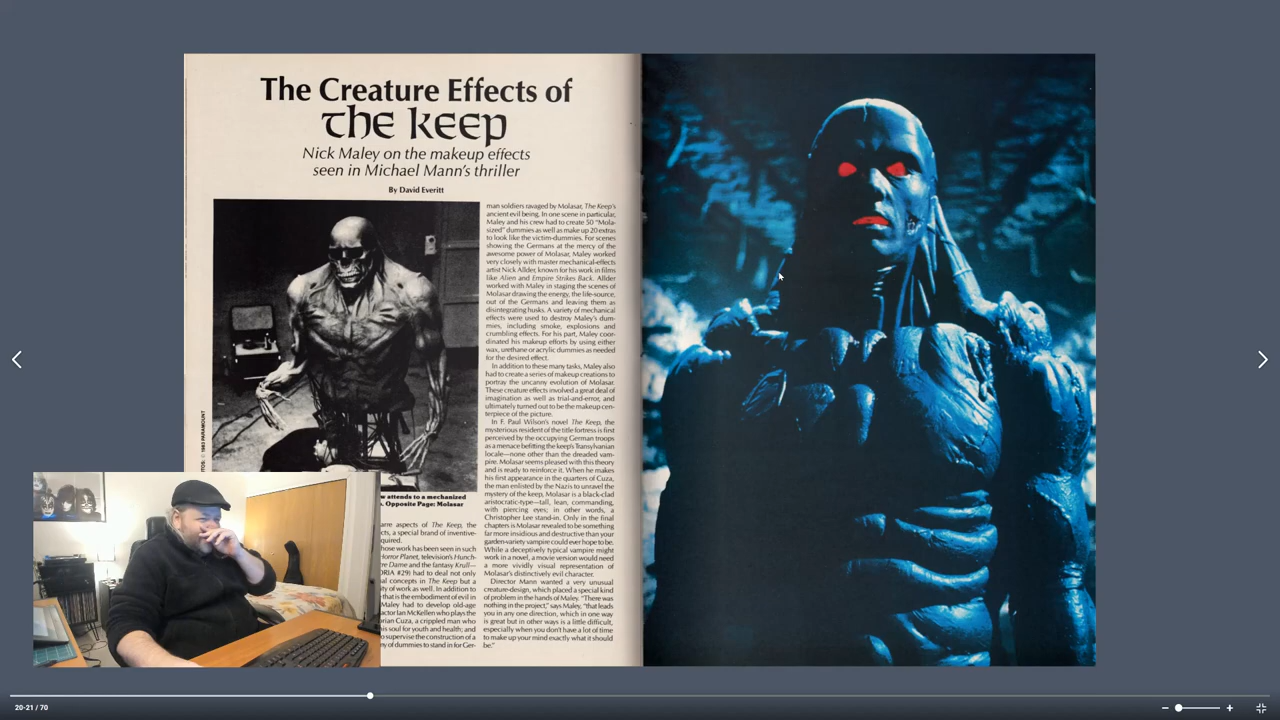 The Creature Effects of
the keep
Nick Maley on the makeup effects
seen in Michael Mann's thriller
By David Everitt
PARAMOUNT
attends to a mechanized
Opposite Page: Molasar
aspects of The Keep, the
a special brand of inventive-
whose work has been seen in such
Horror Planet, television's Hunch-
Dame and the fantasy Krull—
#29) had to deal not only
concepts in The Keep but a
of work as well. In addition to
that is the embodiment of evil in
Maley had to develop old-age
actor Ian McKellen who plays the
Cuza, a crippled man who
his soul for youth and health; and
to supervise the construction of a
of dummies to stand in for Ger-
man soldiers ravaged by Molasar, The Keep's
ancient evil being. In one scene in particular,
Maley and his crew had to create 50 "Mola-
sized" dummies as well as make up 20 extras
to look like the victim-dummies. For scenes
showing the Germans at the mercy of the
awesome power of Molasar, Maley worked
very closely with master mechanical-effects
artist Nick Allder, known for his work in films
like Alien and Empire Strikes Back. Allder
worked with Maley in staging the scenes of
Molasar drawing the energy, the life-source,
out of the Germans and leaving them as
disintegrating husks. A variety of mechanical
effects were used to destroy Maley's dum-
mies, including smoke, explosions and
crumbling effects. For his part, Maley coor-
dinated his makeup efforts by using either
wax, urethane or acrylic dummies as needed
for the desired effect.
In addition to these many tasks, Maley also
had to create a series of makeup creations to
portray the uncanny evolution of Molasar.
These creature effects involved a great deal of
imagination as well as trial-and-error, and
ultimately turned out to be the makeup cen-
terpiece of the picture.
In F. Paul Wilson's novel The Keep, the
mysterious resident of the title fortress is first
perceived by the occupying German troops
as a menace befitting the keep's Transylvanian
locale—none other than the dreaded vam-
pire. Molasar seems pleased with this theory
and is ready to reinforce it. When he makes
his first appearance in the quarters of Cuza,
the man enlisted by the Nazis to unravel the
mystery of the keep, Molasar is a black-clad
aristocratic-type—tall, lean, commanding,
with piercing eyes; in other words, a
Christopher Lee stand-in. Only in the final
chapters is Molasar revealed to be something
far more insidious and destructive than your
garden-variety vampire could ever hope to be.
While a deceptively typical vampire might
work in a novel, a movie version would need
a more vividly visual representation of
Molasar's distinctively evil character.
Director Mann wanted a very unusual
creature-design, which placed a special kind
of problem in the hands of Maley. "There was
nothing in the project," says Maley, "that leads
you in any one direction, which in one way
is great but in other ways is a little difficult,
especially when you don't have a lot of time
to make up your mind exactly what it should
be."
20-21 / 70